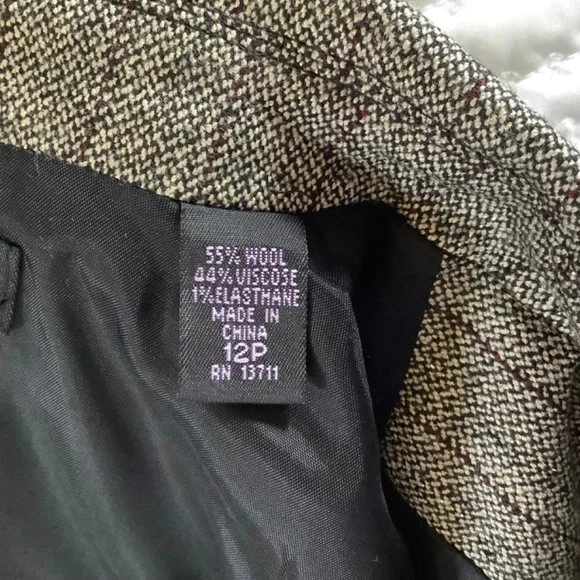 55% WOOL
44% VISCOSE
1% ELASTHANE
MADE IN
CHINA
12P
RN 13711